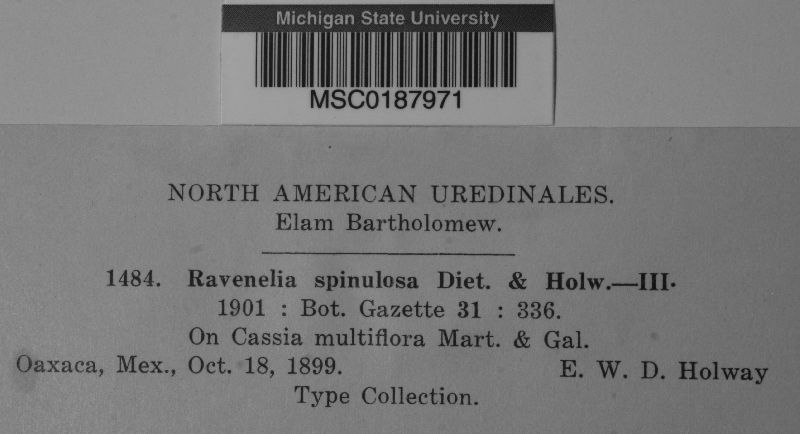 Michigan State University
MSC0187971
NORTH AMERICAN UREDINALES.
Elam Bartholomew.
1484. Ravenelia spinulosa Diet. & Holw.—III.
1901 : Bot. Gazette 31 : 336.
On Cassia multiflora Mart. & Gal.
Oaxaca, Mex., Oct. 18, 1899. E. W. D. Holway
Type Collection.